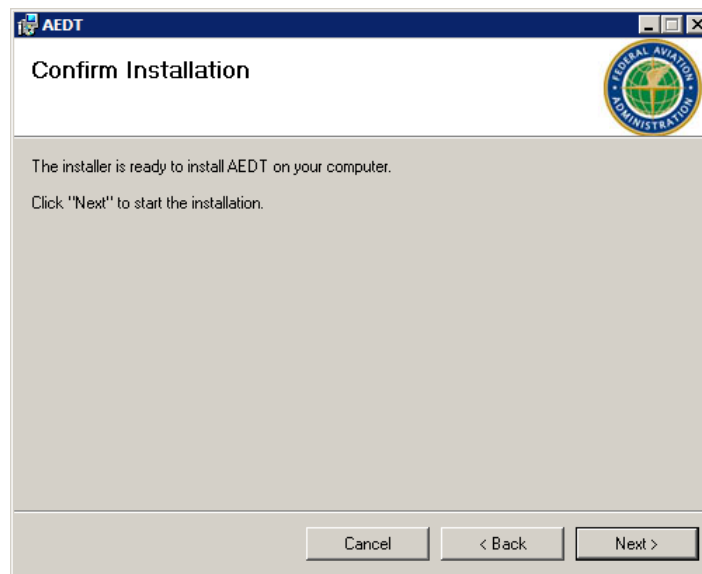 AEDT
Confirm Installation
FEDERAL AVIATION
ADMINISTRATION
The installer is ready to install AEDT on your computer.
Click "Next" to start the installation.
Cancel
< Back
Next >